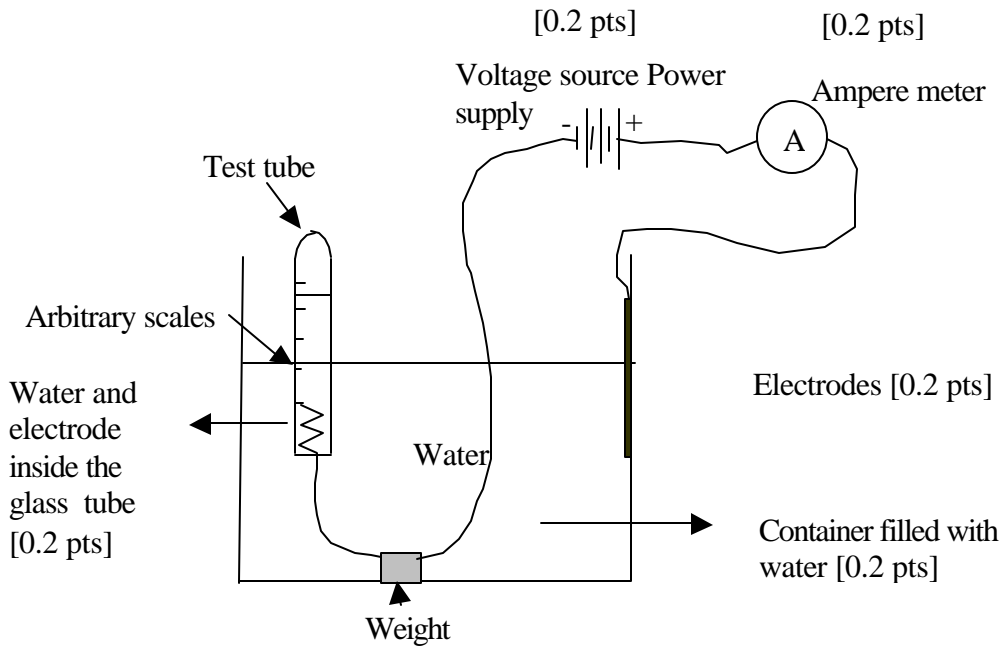 [0.2 pts]
[0.2 pts]
Voltage source Power
supply
- +
Ampere meter
A
Test tube
Arbitrary scales
Water and
electrode
inside the
glass tube
[0.2 pts]
Water
Electrodes [0.2 pts]
Container filled with
water [0.2 pts]
Weight